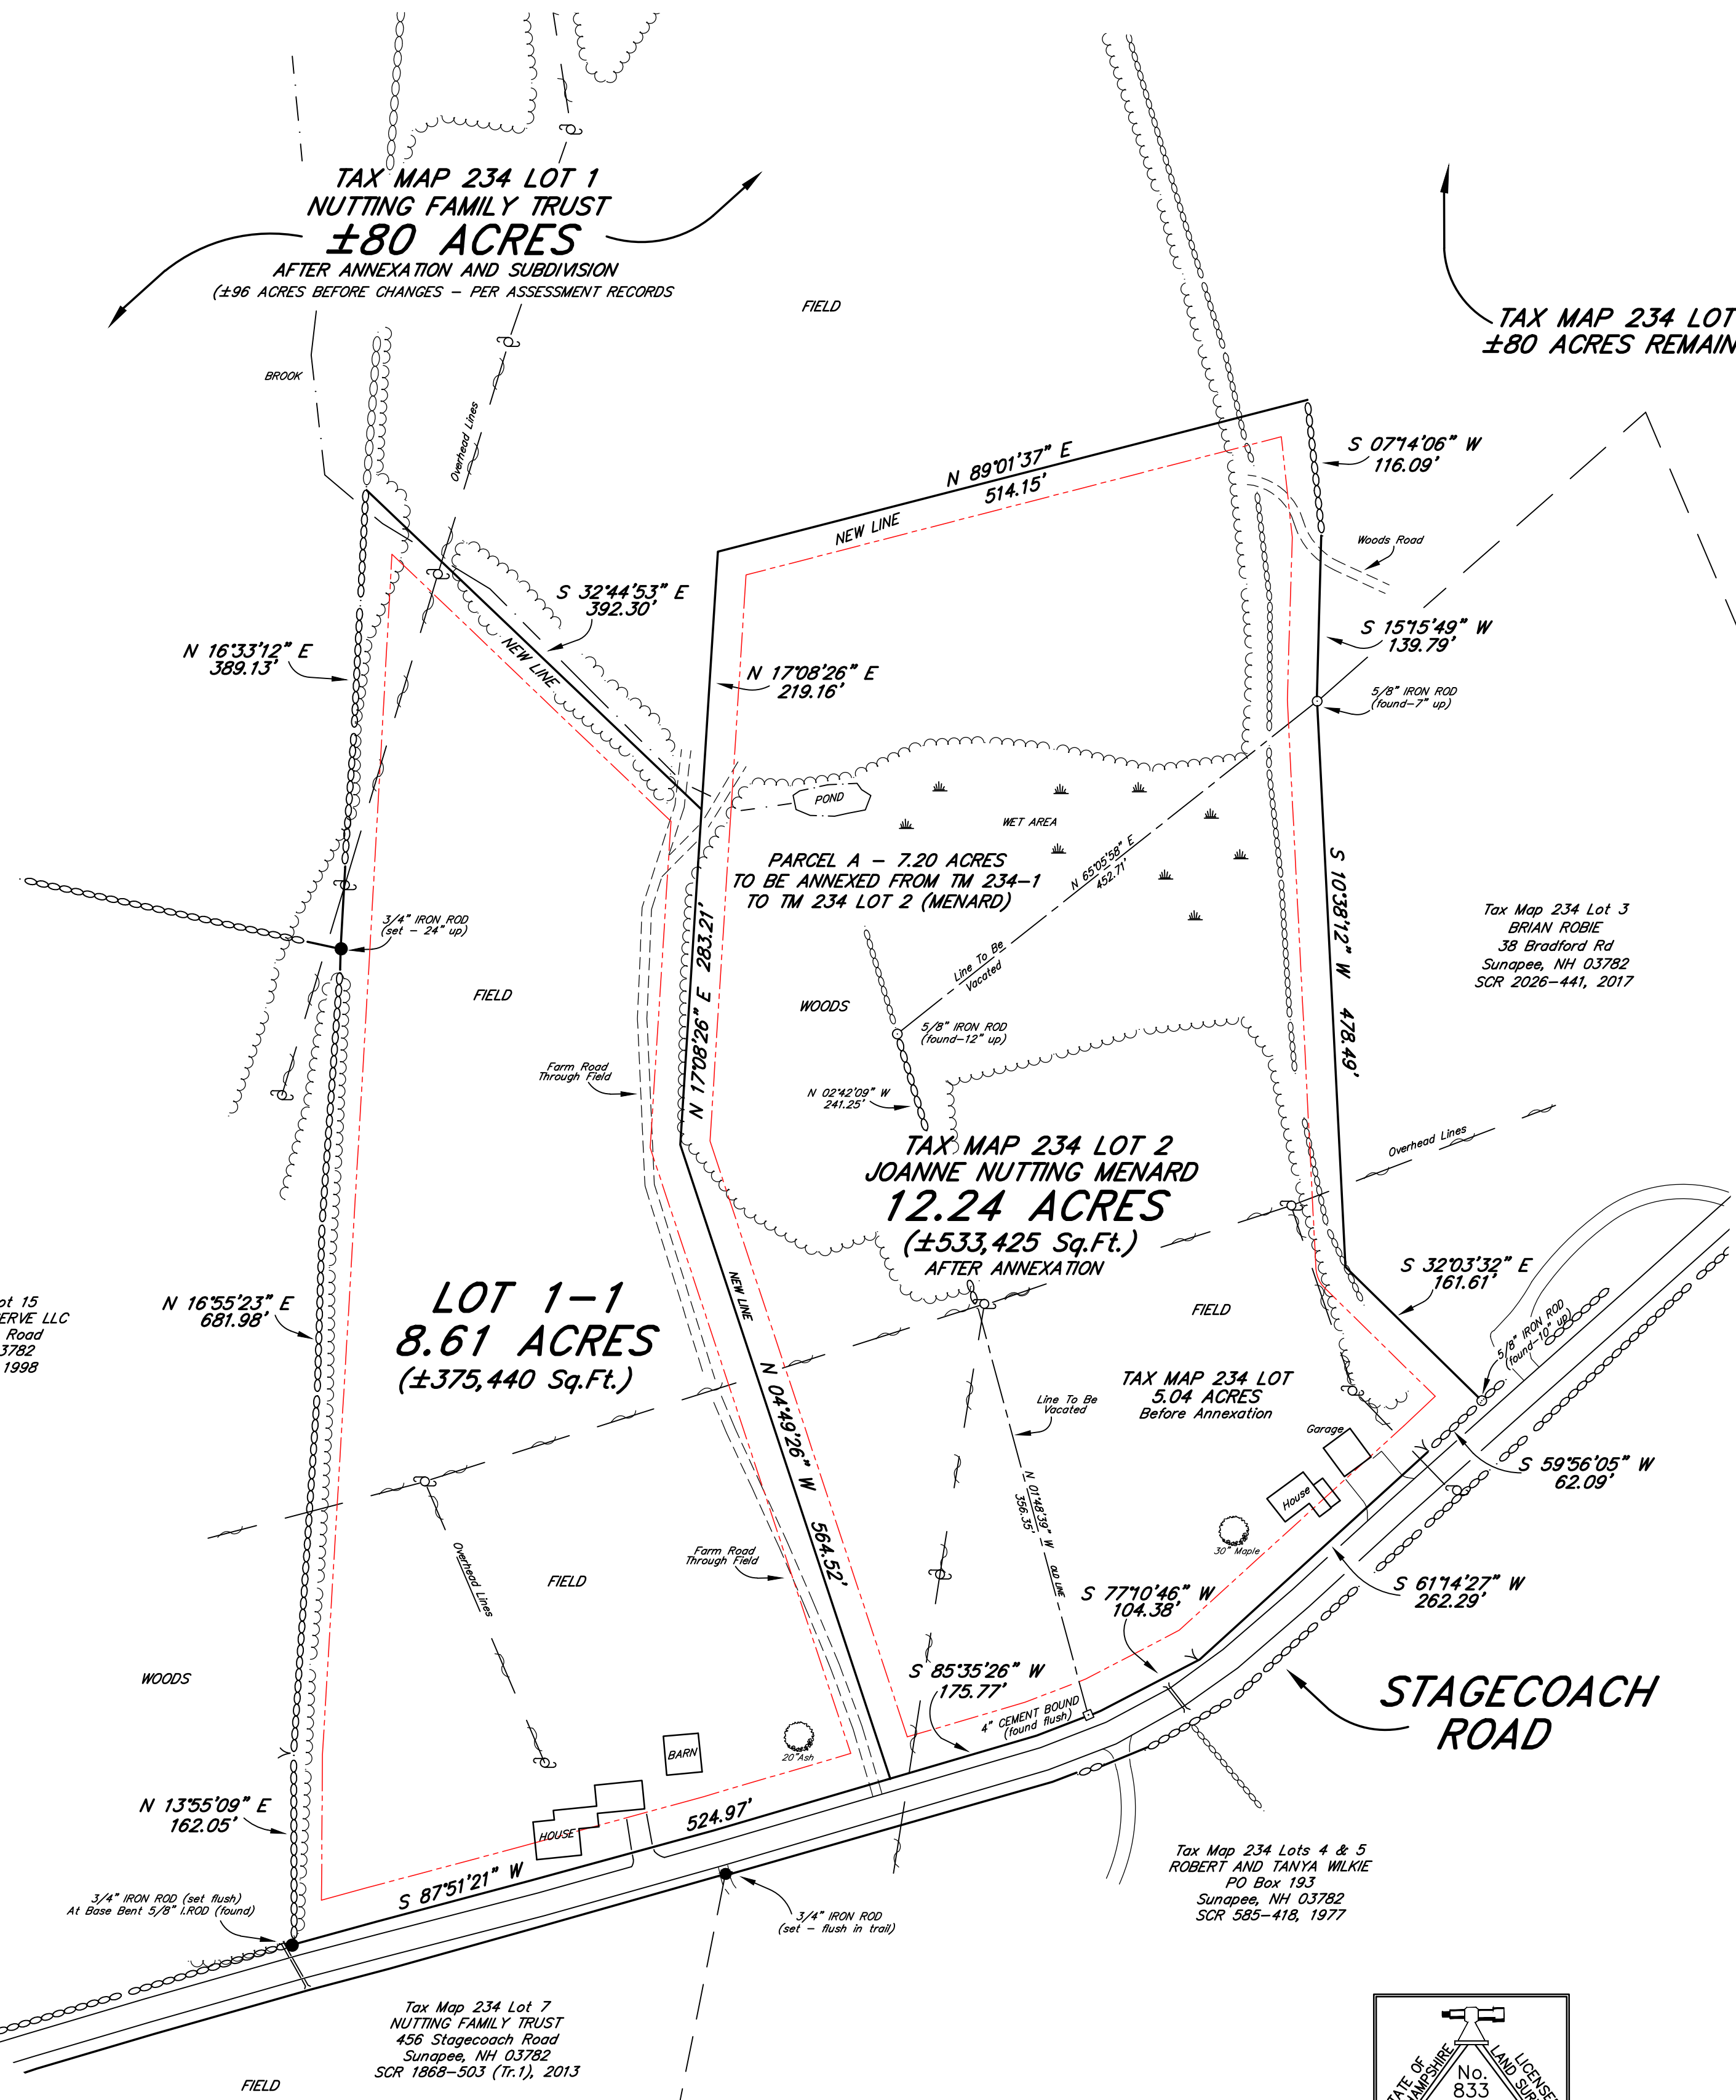 TAX MAP 234 LOT 1
NUTTING FAMILY TRUST
±80 ACRES
AFTER ANNEXATION AND SUBDIVISION
(±96 ACRES BEFORE CHANGES – PER ASSESSMENT RECORDS
FIELD
TAX MAP 234 LOT
±80 ACRES REMAIN
BROOK
Overhead Lines
N 89°01'37" E
514.15'
NEW LINE
S 07°14'06" W
116.09'
Woods Road
S 32°44'53" E
392.30'
NEW LINE
N 16°33'12" E
389.13'
N 17°08'26" E
219.16'
S 15°15'49" W
139.79'
5/8" IRON ROD
(found–7" up)
POND
WET AREA
PARCEL A – 7.20 ACRES
TO BE ANNEXED FROM TM 234–1
TO TM 234 LOT 2 (MENARD)
N 65°05'58" E
452.71'
Line To Be
Vacated
S 10°38'12" W 478.49'
3/4" IRON ROD
(set – 24" up)
N 17°08'26" E 283.21'
Tax Map 234 Lot 3
BRIAN ROBIE
38 Bradford Rd
Sunapee, NH 03782
SCR 2026–441, 2017
FIELD
WOODS
5/8" IRON ROD
(found–12" up)
Farm Road
Through Field
N 02°42'09" W
241.25'
TAX MAP 234 LOT 2
JOANNE NUTTING MENARD
12.24 ACRES
(±533,425 Sq.Ft.)
AFTER ANNEXATION
Overhead Lines
S 32°03'32" E
161.61'
5/8" IRON ROD
(found–10" up)
ot 15
ERVE LLC
Road
3782
1998
N 16°55'23" E
681.98'
LOT 1–1
8.61 ACRES
(±375,440 Sq.Ft.)
NEW LINE
N 04°49'26" W 564.52'
FIELD
TAX MAP 234 LOT
5.04 ACRES
Before Annexation
Line To Be
Vacated
Garage
House
S 59°56'05" W
62.09'
N 01°48'39" W
356.35'
OLD LINE
30" Maple
Overhead Lines
Farm Road
Through Field
FIELD
S 77°10'46" W
104.38'
S 61°14'27" W
262.29'
WOODS
S 85°35'26" W
175.77'
4" CEMENT BOUND
(found flush)
STAGECOACH
ROAD
BARN
20"Ash
N 13°55'09" E
162.05'
HOUSE
524.97'
S 87°51'21" W
3/4" IRON ROD (set flush)
At Base Bent 5/8" I.ROD (found)
3/4" IRON ROD
(set – flush in trail)
Tax Map 234 Lots 4 & 5
ROBERT AND TANYA WILKIE
PO Box 193
Sunapee, NH 03782
SCR 585–418, 1977
Tax Map 234 Lot 7
NUTTING FAMILY TRUST
456 Stagecoach Road
Sunapee, NH 03782
SCR 1868–503 (Tr.1), 2013
FIELD
TATE OF
AMPSHIRE
No.
833
LICENSE
LAND SUR